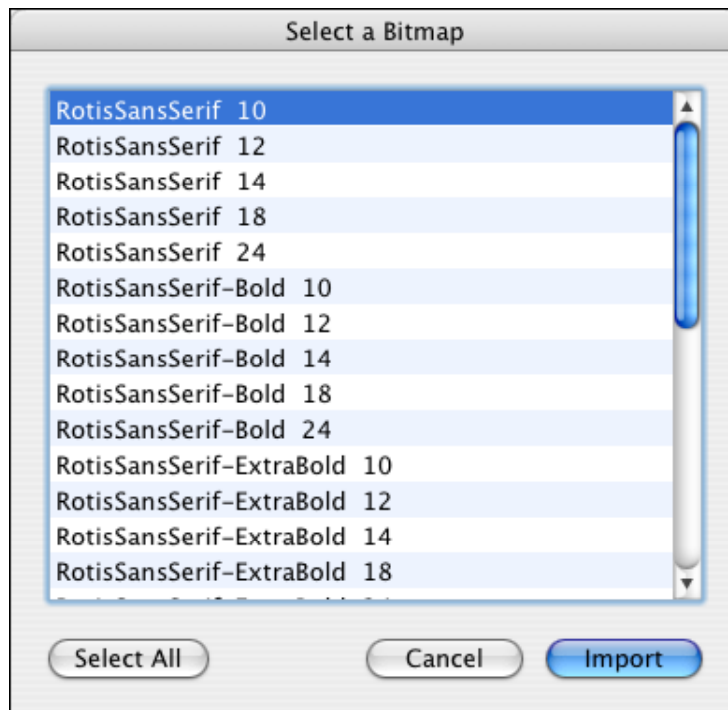 Select a Bitmap
RotisSansSerif 10
RotisSansSerif 12
RotisSansSerif 14
RotisSansSerif 18
RotisSansSerif 24
RotisSansSerif-Bold 10
RotisSansSerif-Bold 12
RotisSansSerif-Bold 14
RotisSansSerif-Bold 18
RotisSansSerif-Bold 24
RotisSansSerif-ExtraBold 10
RotisSansSerif-ExtraBold 12
RotisSansSerif-ExtraBold 14
RotisSansSerif-ExtraBold 18
Select All Cancel Import